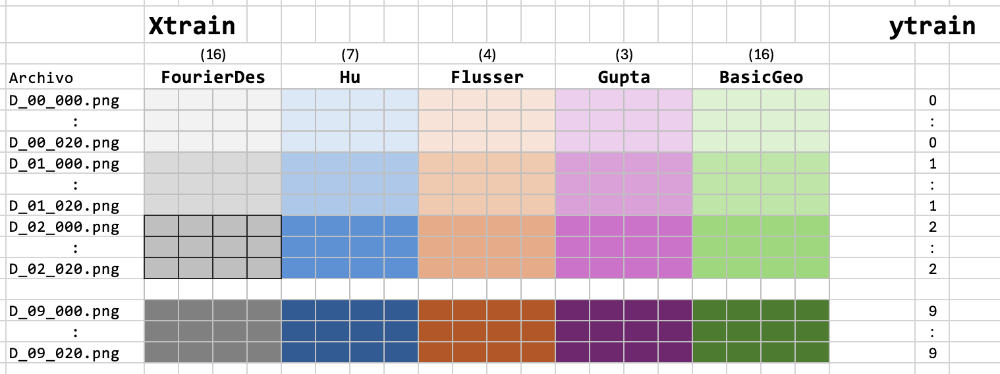 Xtrain ytrain
(16) (7) (4) (3) (16)
Archivo FourierDes Hu Flusser Gupta BasicGeo
D_00_000.png 0
: :
D_00_020.png 0
D_01_000.png 1
: :
D_01_020.png 1
D_02_000.png 2
: :
D_02_020.png 2
D_09_000.png 9
: :
D_09_020.png 9